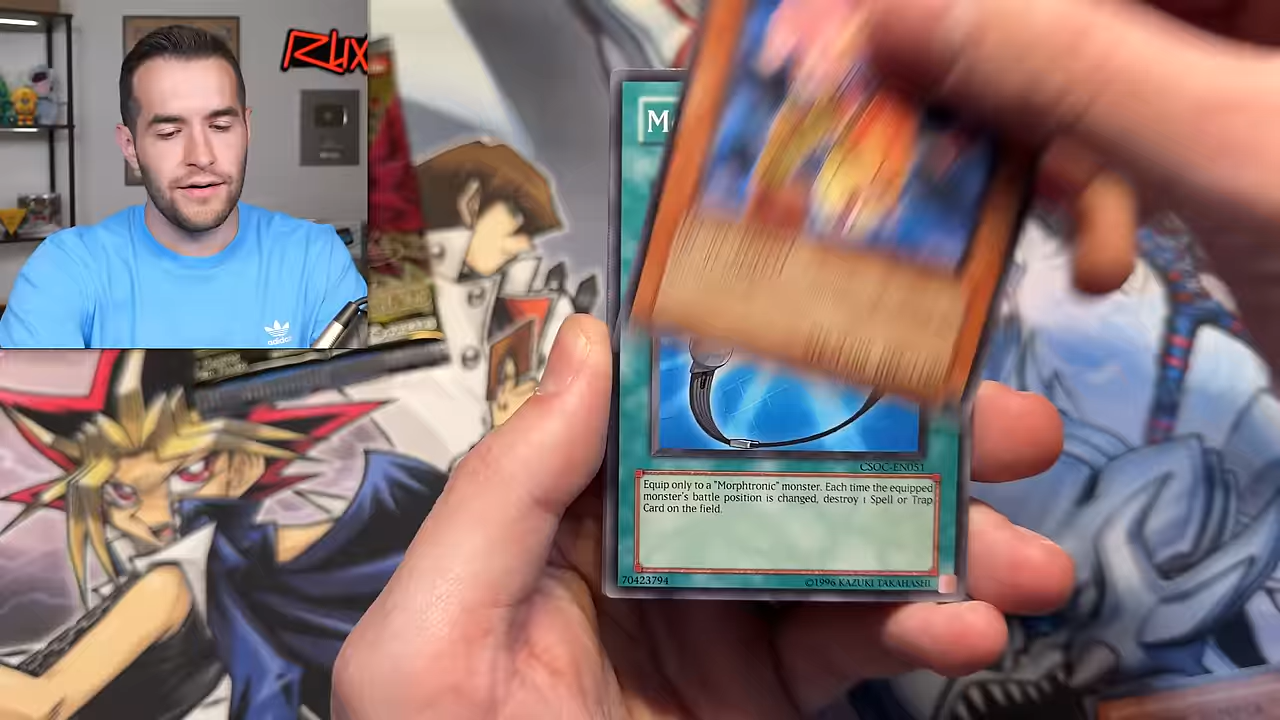 RUX
M
adidas
CSOC-EN051
Equip only to a "Morphtronic" monster. Each time the equipped
monster's battle position is changed, destroy 1 Spell or Trap
Card on the field.
70423794
©1996 KAZUKI TAKAHASHI